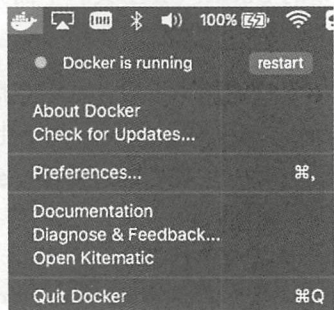 100%
Docker is running restart
About Docker
Check for Updates...
Preferences... ⌘,
Documentation
Diagnose & Feedback...
Open Kitematic
Quit Docker ⌘Q